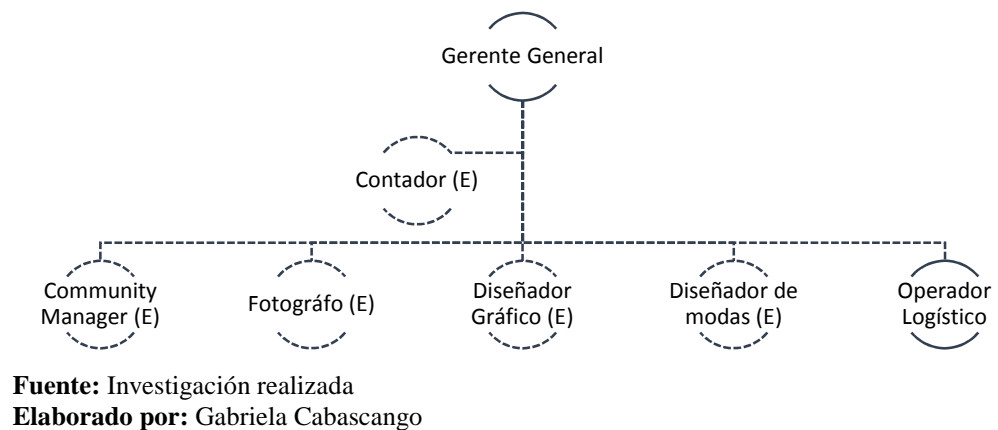 Gerente General
Contador (E)
Community
Manager (E)
Fotográfo (E)
Diseñador
Gráfico (E)
Diseñador de
modas (E)
Operador
Logístico
Fuente: Investigación realizada
Elaborado por: Gabriela Cabascango